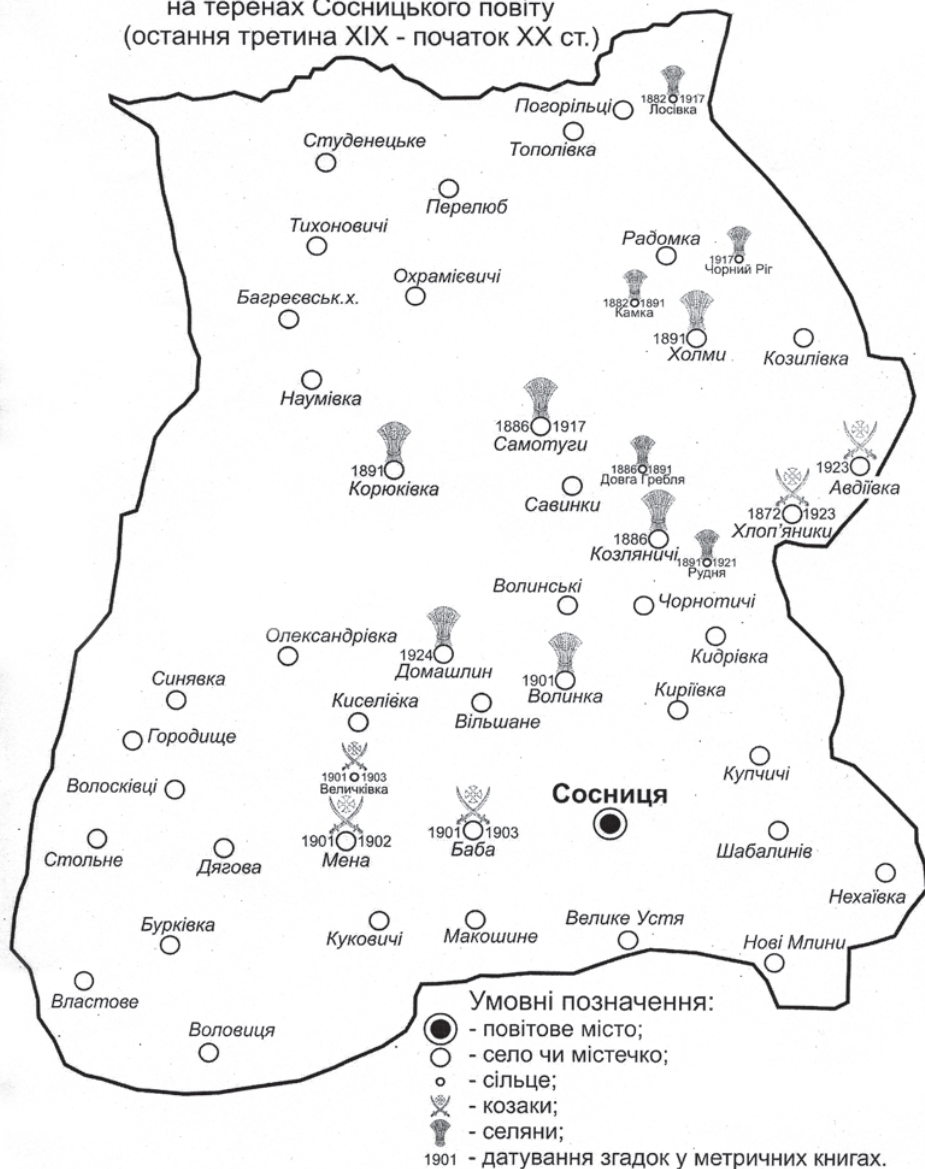 на теренах Сосницького повіту
(остання третина XIX - початок XX ст.)
Погорільці
1882 1917
Лосівка
Тополівка
Студенецьке
Перелюб
Тихоновичі
Радомка
1917
Чорний Ріг
Охрамієвичі
Багреєвськ.х.
1882 1891
Камка
1891
Холми
Козилівка
Наумівка
1886 1917
Самотуги
1891
Корюківка
1886 1891
Довга Гребля
1923
Авдіївка
Савинки
1872 1923
Хлоп'яники
1886
Козляничі
1891 1921
Рудня
Волинські
Чорнотичі
Олександрівка
Кидрівка
1924
Домашлин
1901
Волинка
Синявка
Киселівка
Вільшане
Киріївка
Городище
Купчичі
1901 1903
Величківка
Волосківці
Сосниця
1901 1902
Мена
1901 1903
Баба
Шабалинів
Стольне
Дягова
Нехаївка
Бурківка
Куковичі
Макошине
Велике Устя
Нові Млини
Властове
Воловиця
Умовні позначення:
- повітове місто;
- село чи містечко;
- сільце;
- козаки;
- селяни;
1901 - датування згадок у метричних книгах.